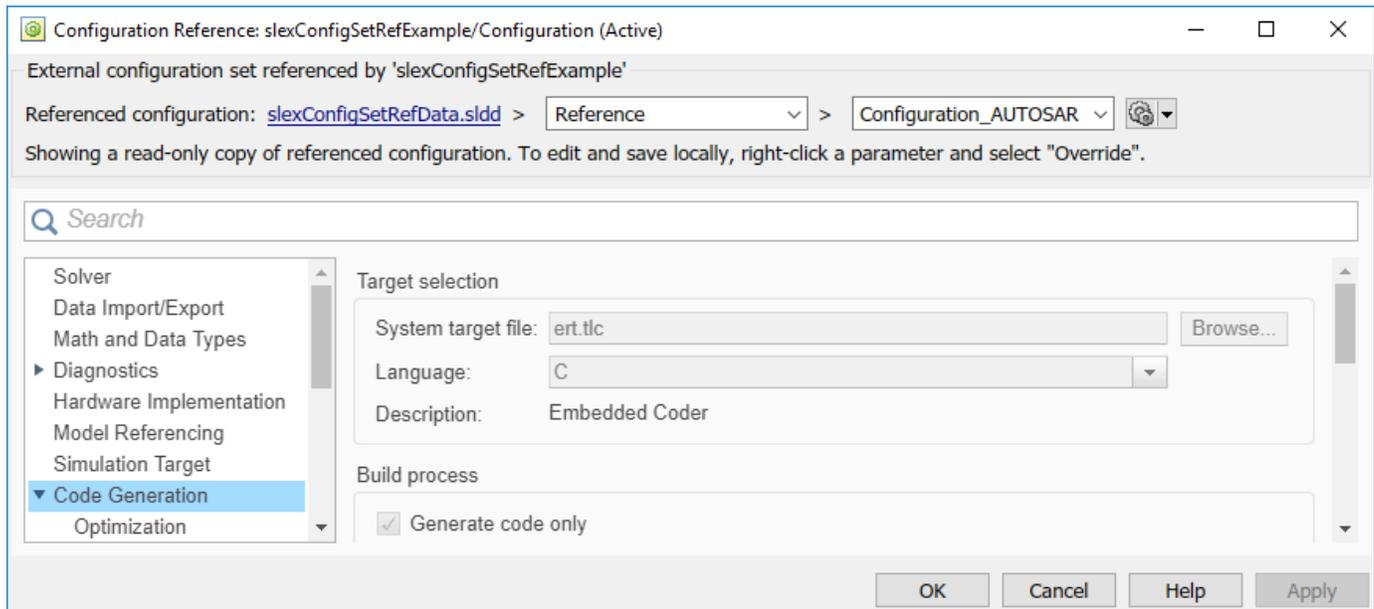 Configuration Reference: slexConfigSetRefExample/Configuration (Active)
External configuration set referenced by 'slexConfigSetRefExample'
Referenced configuration: slexConfigSetRefData.sldd > Reference > Configuration_AUTOSAR
Showing a read-only copy of referenced configuration. To edit and save locally, right-click a parameter and select "Override".
Search
Solver
Data Import/Export
Math and Data Types
Diagnostics
Hardware Implementation
Model Referencing
Simulation Target
Code Generation
Optimization
Target selection
System target file: ert.tlc Browse...
Language: C
Description: Embedded Coder
Build process
Generate code only
OK Cancel Help Apply